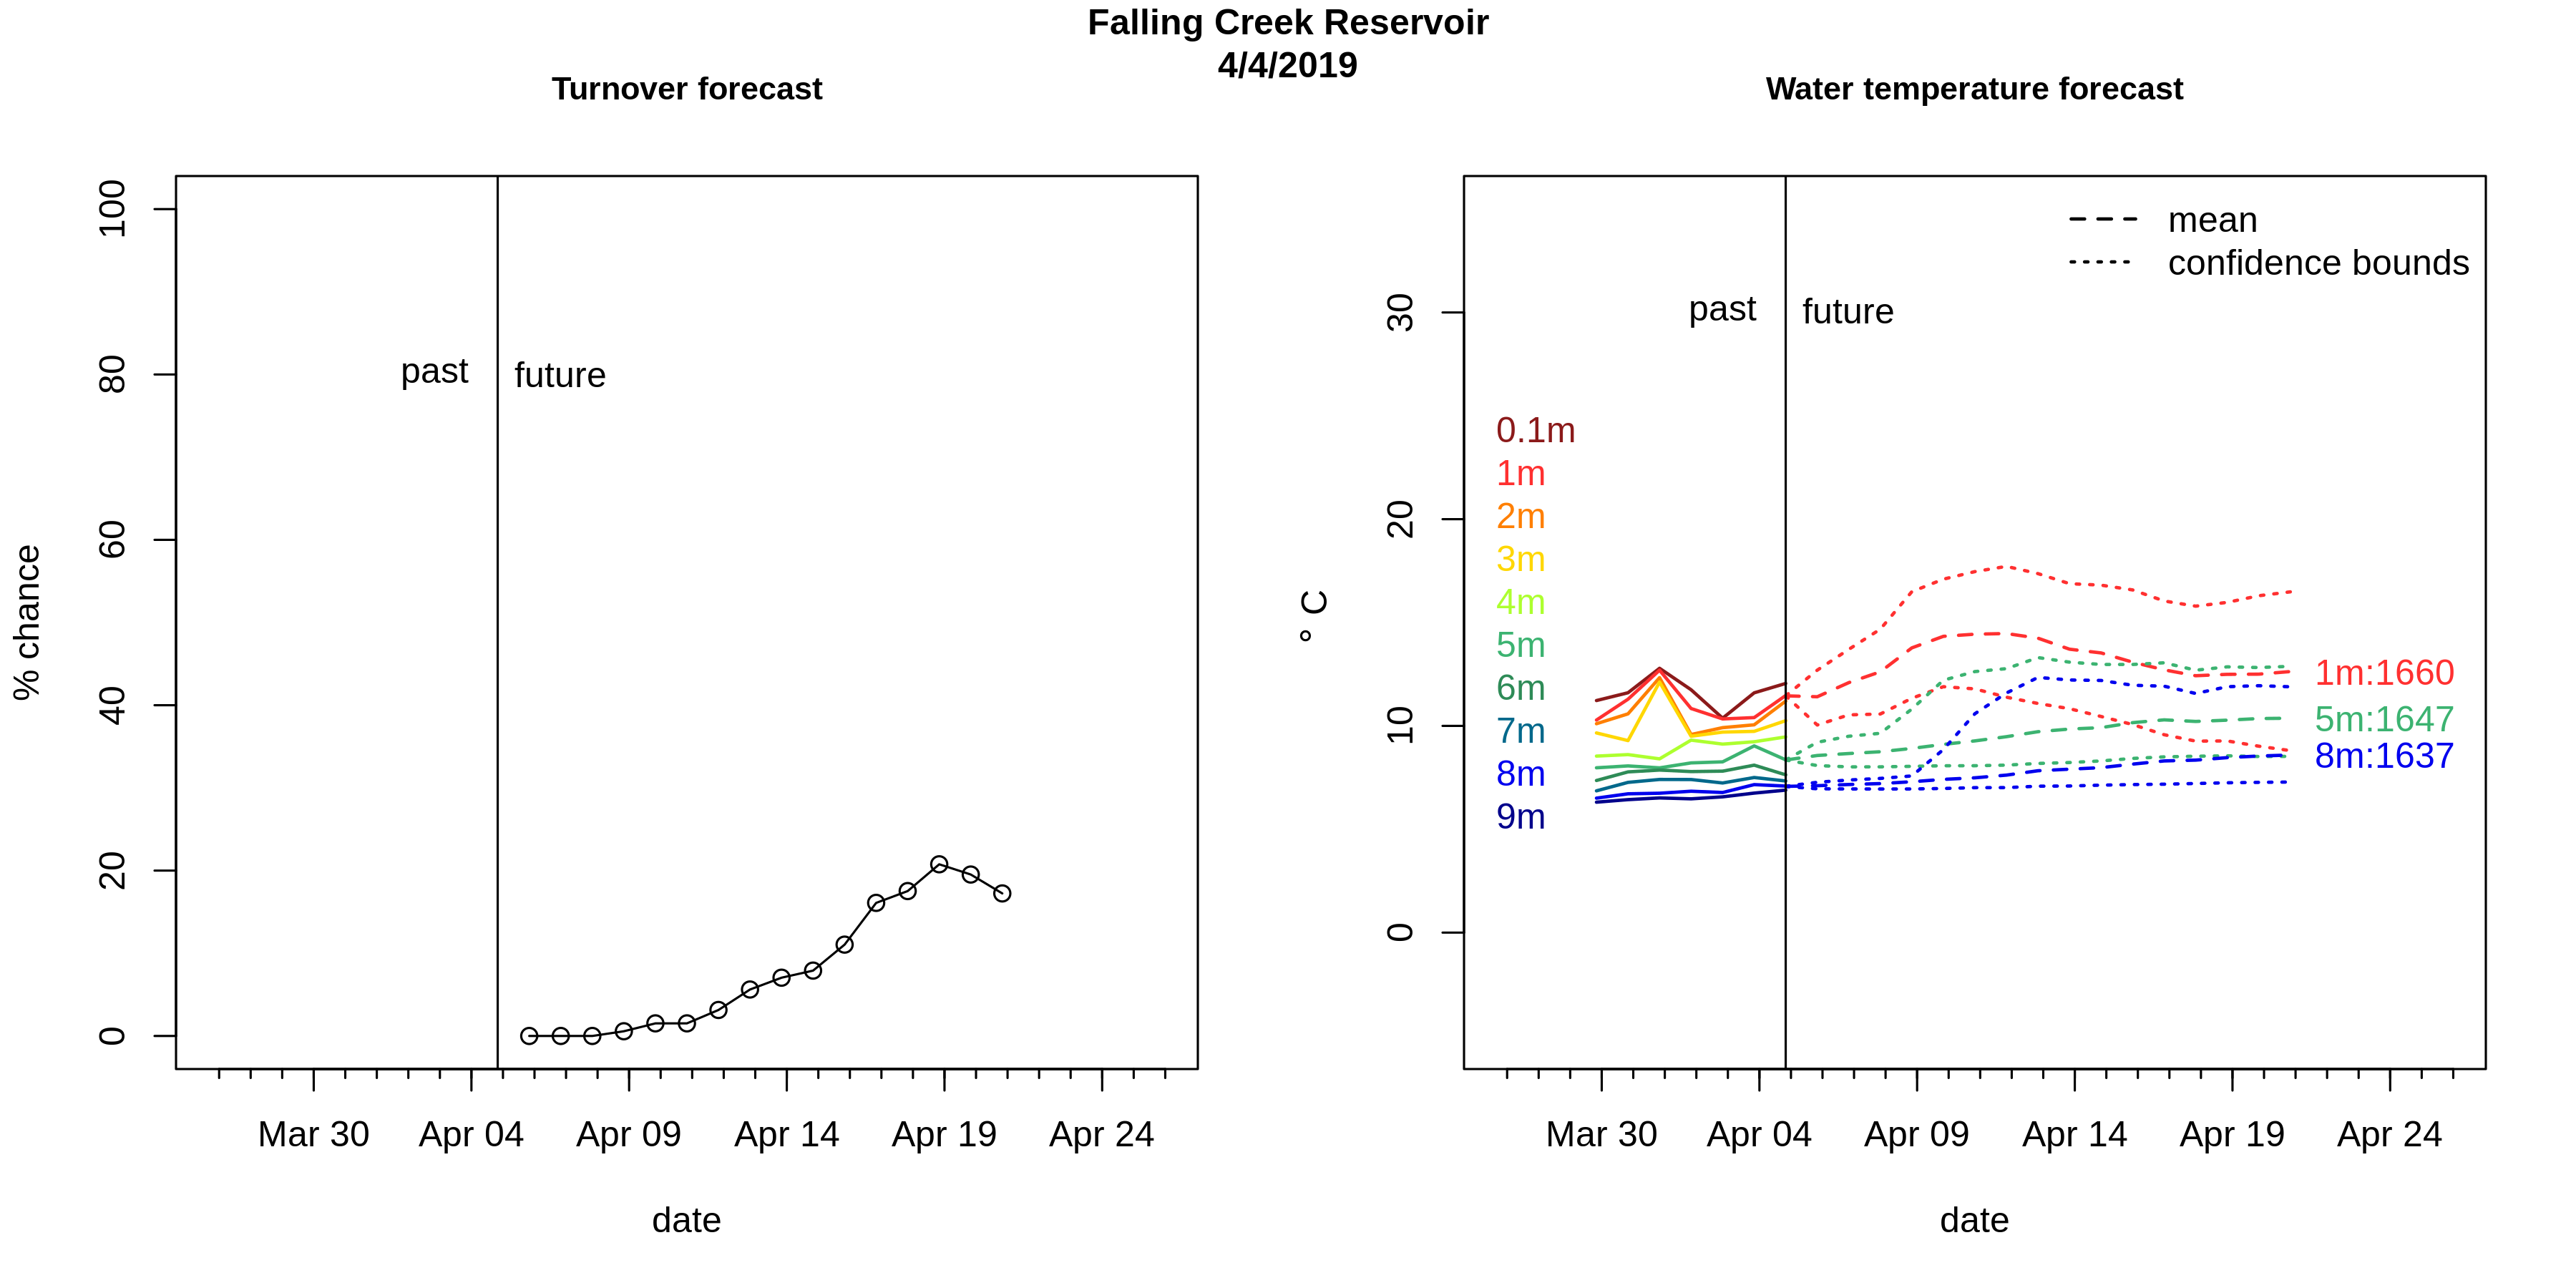 Falling Creek Reservoir
4/4/2019
Turnover forecast
% chance
100
80
60
40
20
0
past
future
Mar 30
Apr 04
Apr 09
Apr 14
Apr 19
Apr 24
date
Water temperature forecast
° C
30
20
10
0
mean
confidence bounds
past
future
0.1m
1m
2m
3m
4m
5m
6m
7m
8m
9m
1m:1660
5m:1647
8m:1637
Mar 30
Apr 04
Apr 09
Apr 14
Apr 19
Apr 24
date